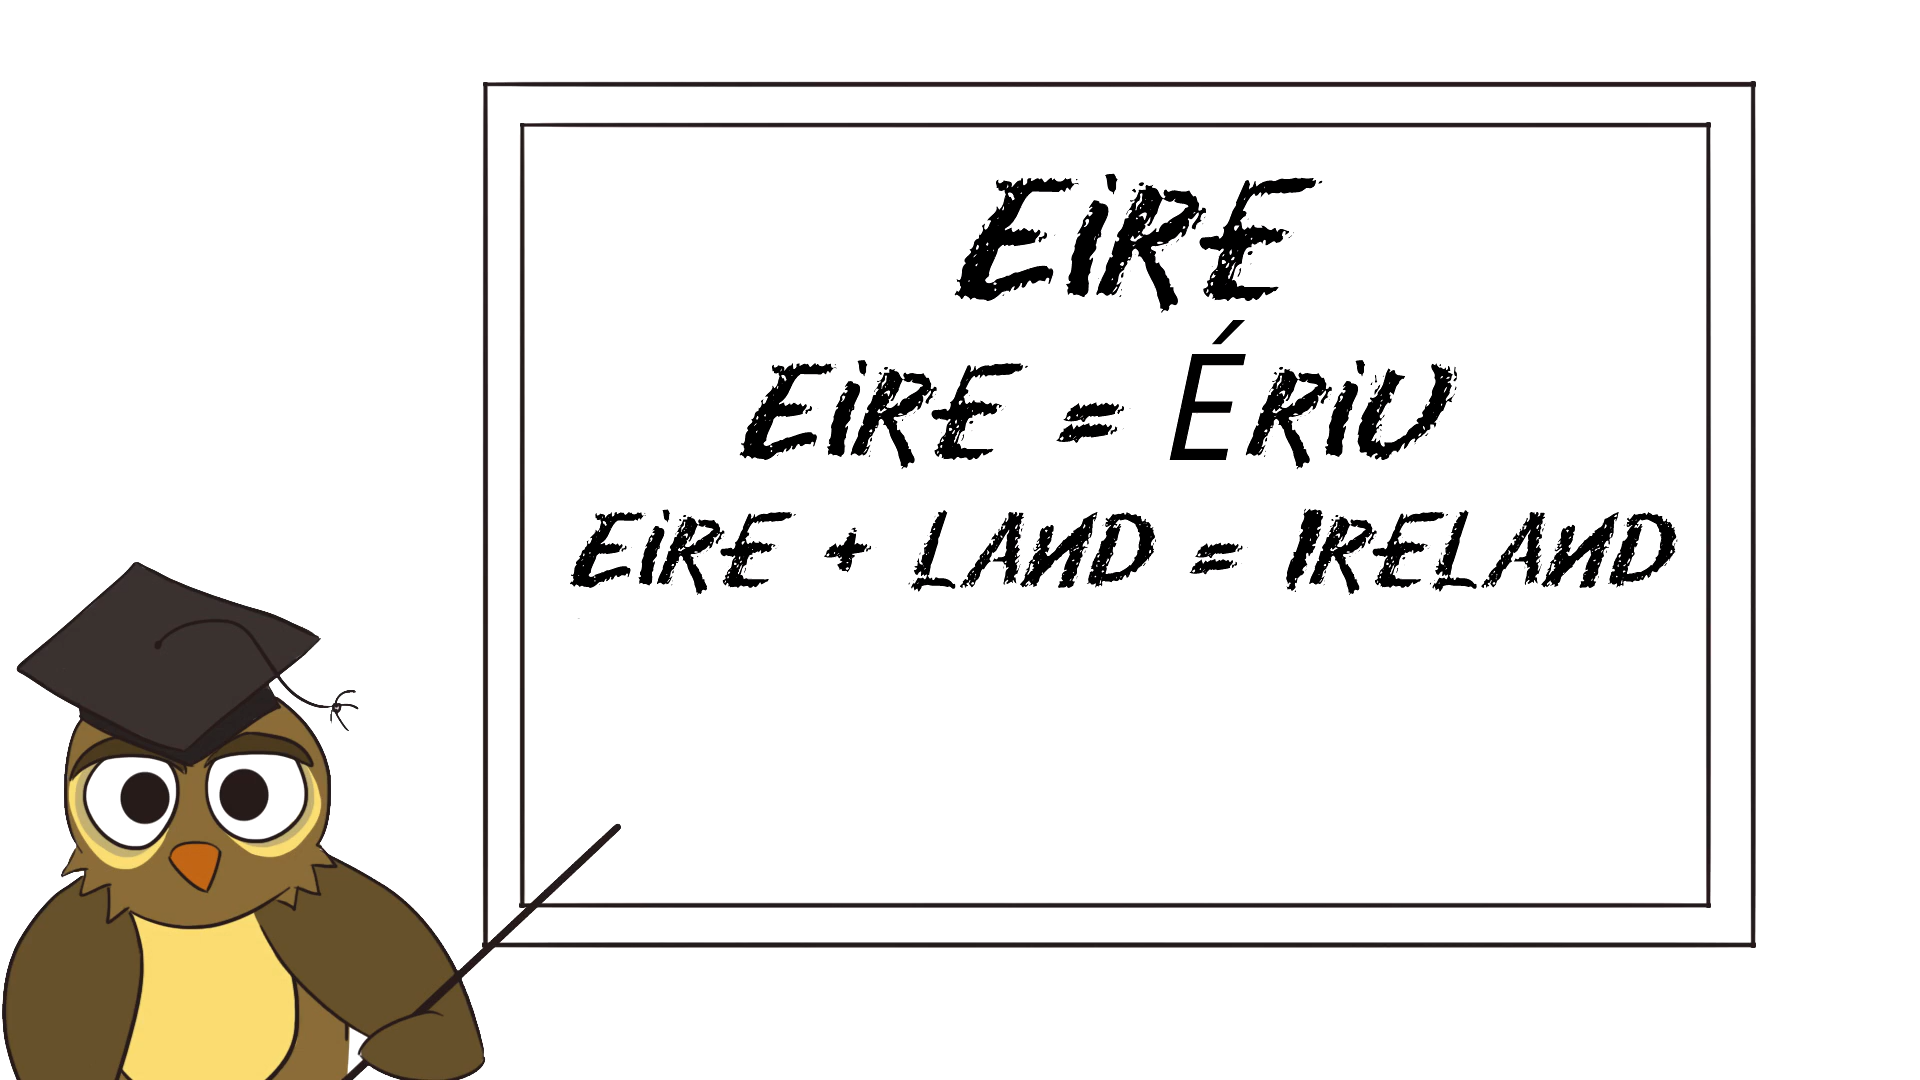 EiRE
EiRE = ÉRiU
EiRE + LAND = IRELAND